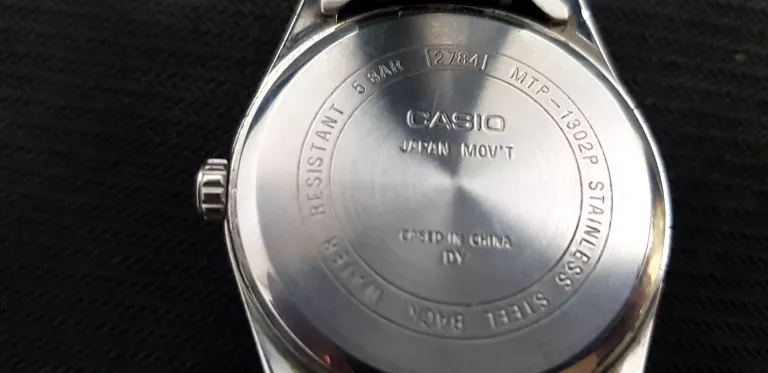 WATER RESISTANT 5 BAR 2784 MTP-1302P STAINLESS STEEL BACK
CASIO
JAPAN MOV'T
CASED IN CHINA
DY